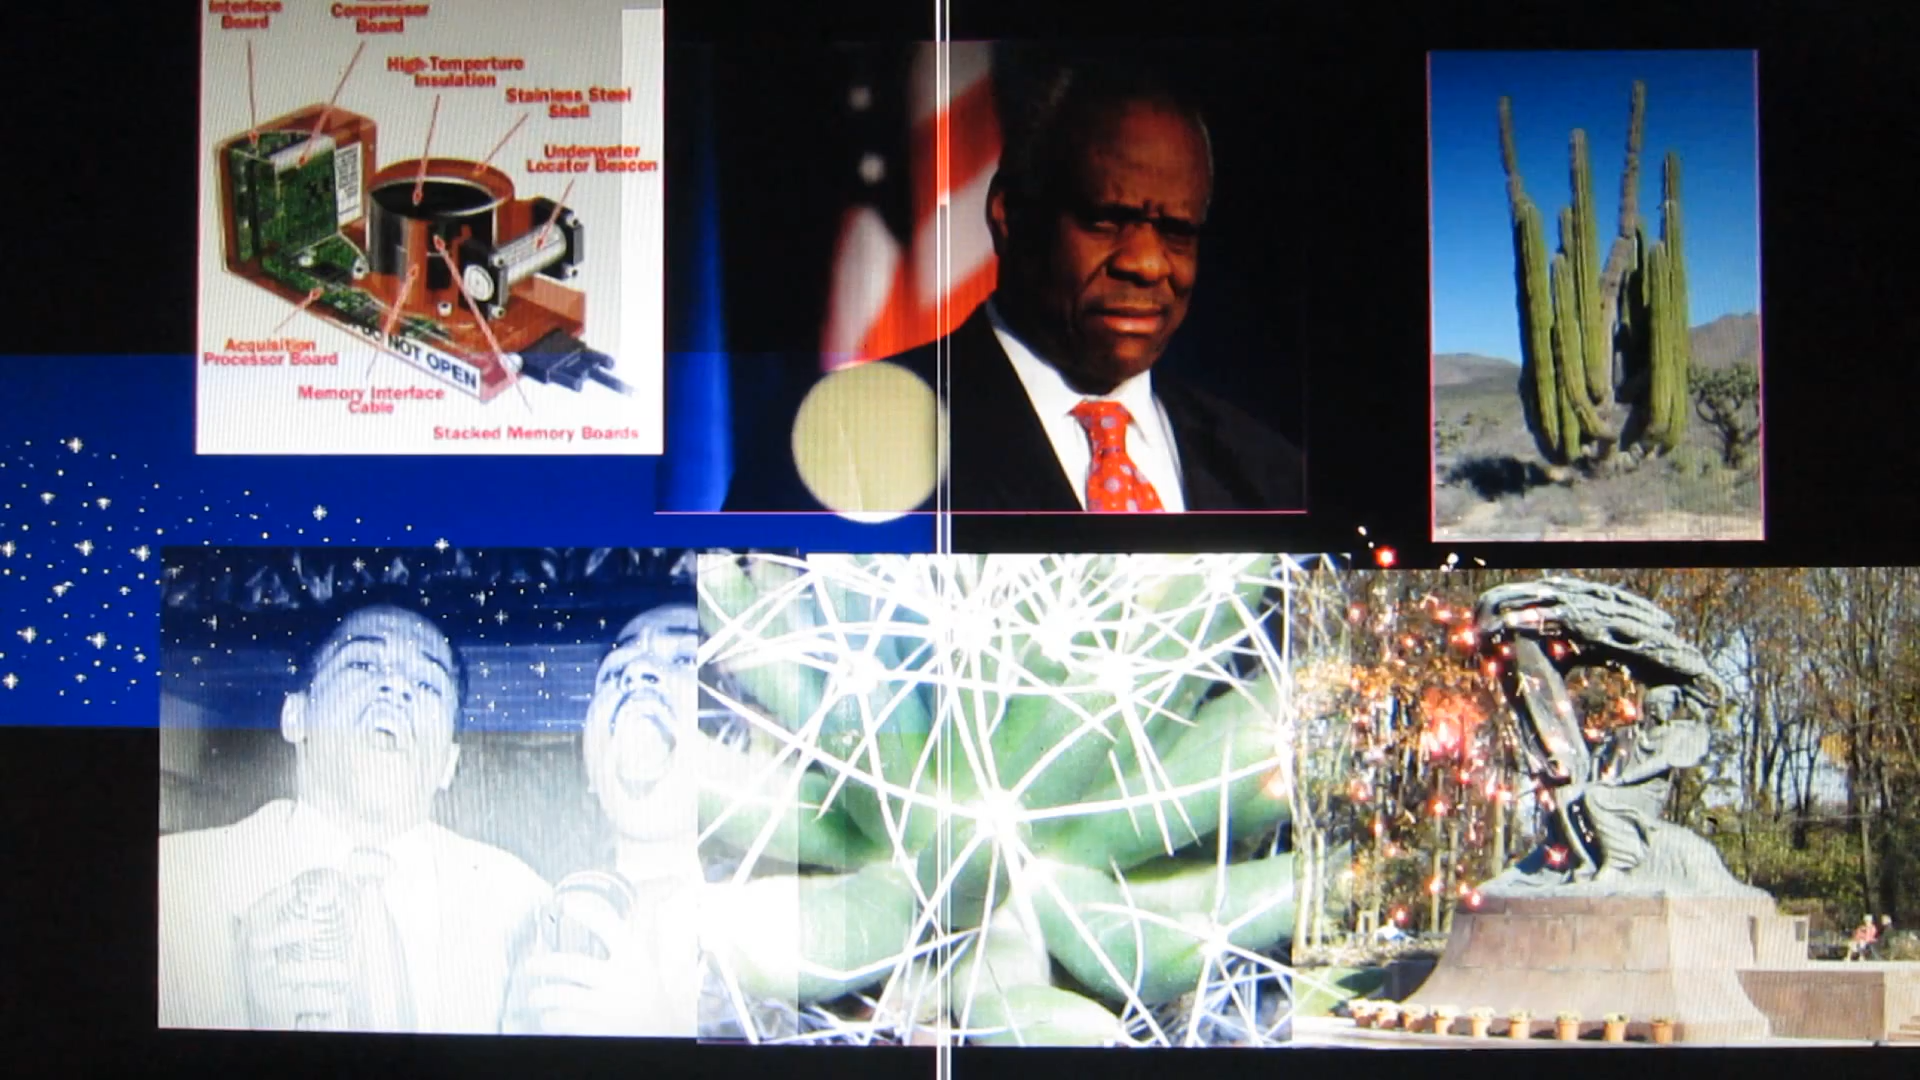 Interface
Board
Compressor
Board
High-Temperture
Insulation
Stainless Steel
Shell
Underwater
Locator Beacon
Acquisition
Processor Board
DO NOT OPEN
Memory Interface
Cable
Stacked Memory Boards